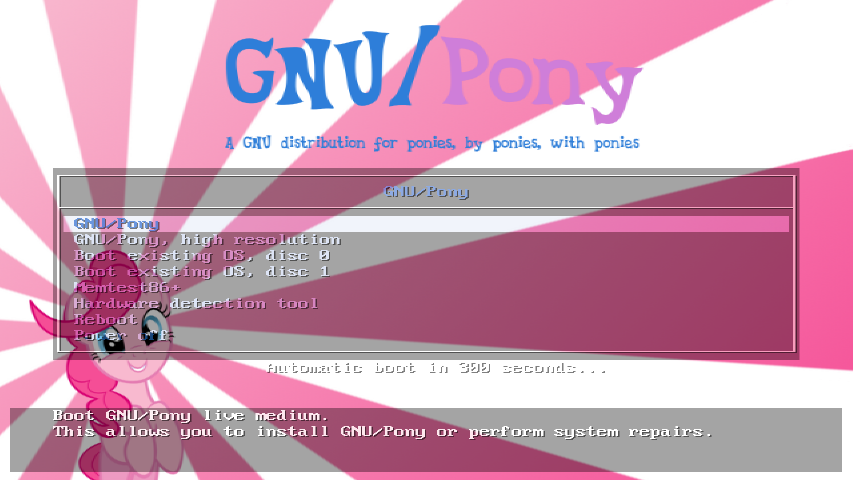 GNU/Pony
A GNU distribution for ponies, by ponies, with ponies
GNU/Pony
GNU/Pony
GNU/Pony, high resolution
Boot existing OS, disc 0
Boot existing OS, disc 1
Memtest86+
Hardware detection tool
Reboot
Power off
Automatic boot in 300 seconds...
Boot GNU/Pony live medium.
This allows you to install GNU/Pony or perform system repairs.